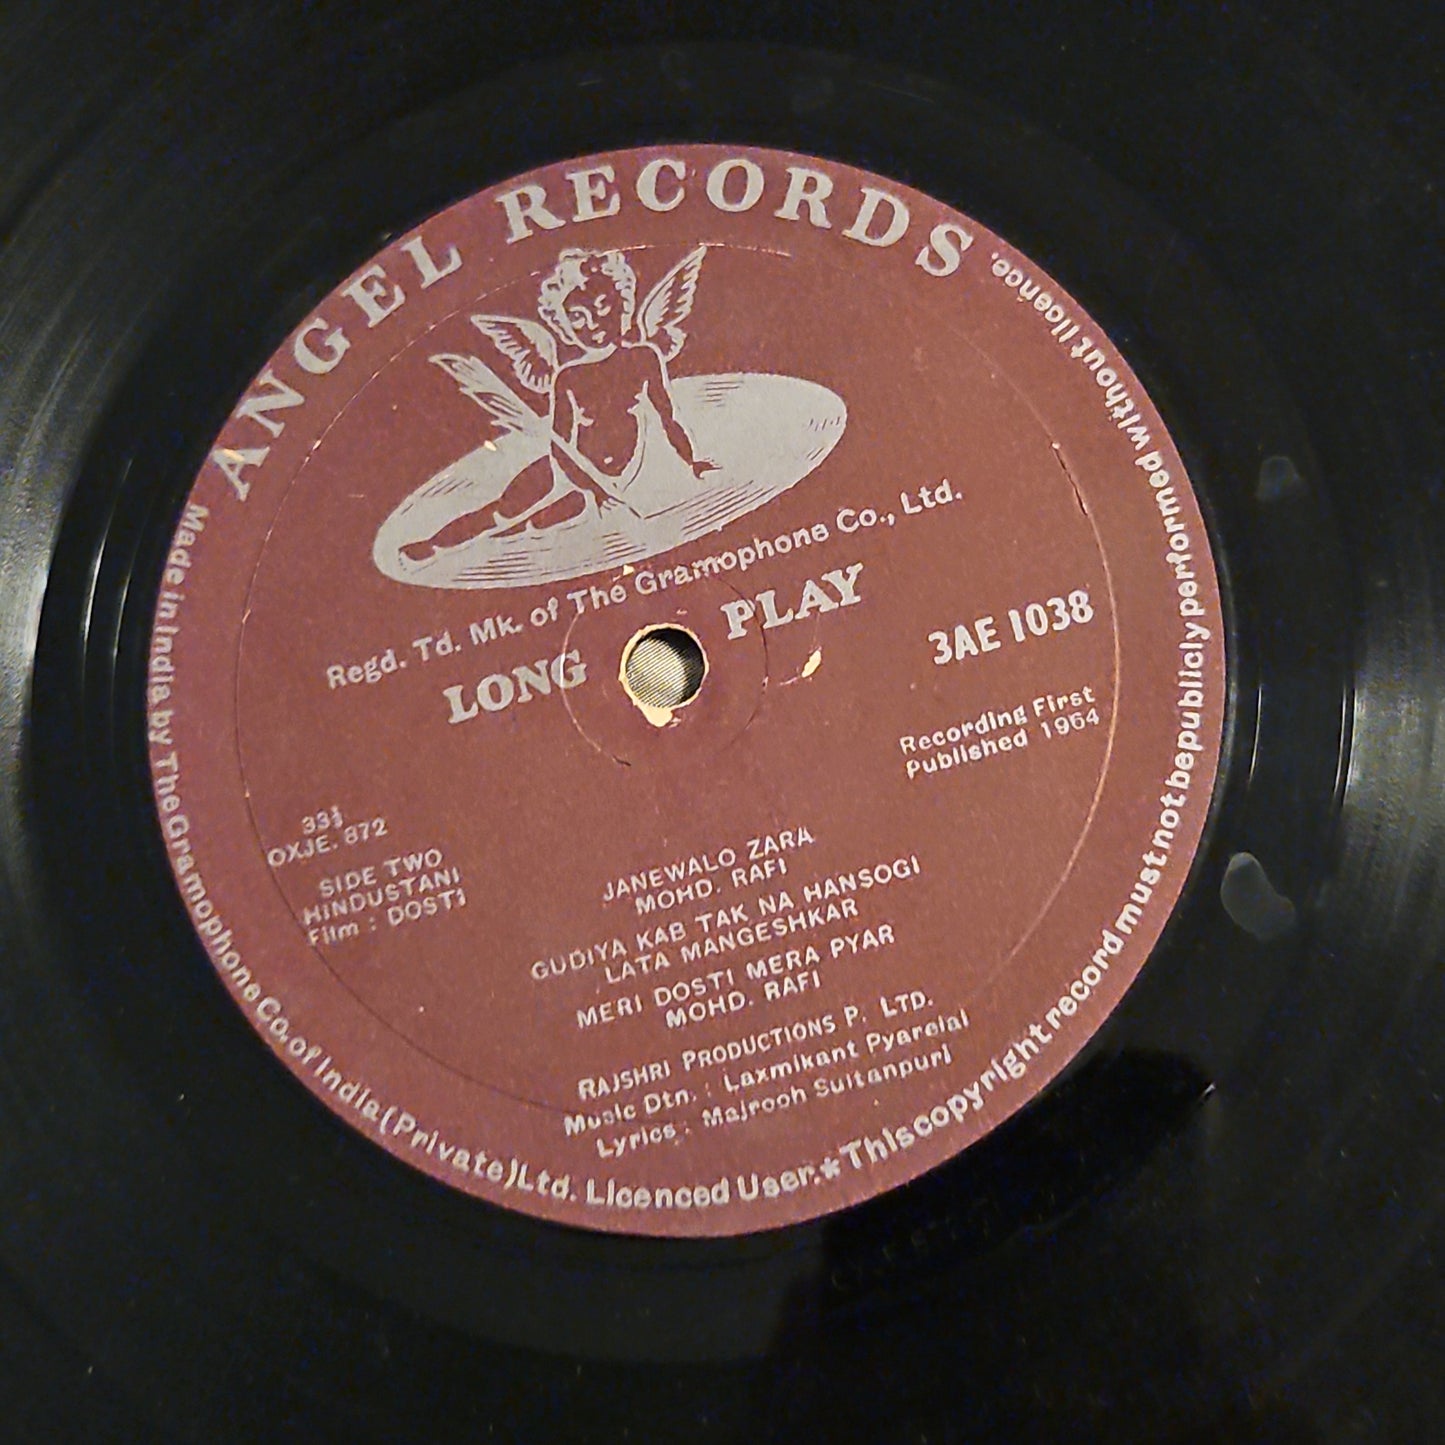 ANGEL RECORDS
Regd. Td. Mk. of The Gramophone Co., Ltd.
LONG PLAY
3AE 1038
Recording First
Published 1964
33⅓
OXJE. 872
SIDE TWO
HINDUSTANI
Film : DOSTI
JANEWALO ZARA
MOHD. RAFI
GUDIYA KAB TAK NA HANSOGI
LATA MANGESHKAR
MERI DOSTI MERA PYAR
MOHD. RAFI
RAJSHRI PRODUCTIONS P. LTD.
Music Dtn. : Laxmikant Pyarelal
Lyrics : Majrooh Sultanpuri
Made in India by The Gramophone Co. of India (Private) Ltd. Licenced User. * This copyright record must not be publicly performed without licence.